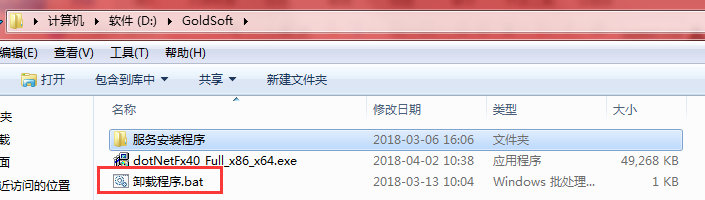 计算机 软件 (D:) GoldSoft
编辑(E) 查看(V) 工具(T) 帮助(H)
打开 包含到库中 共享 新建文件夹
名称 修改日期 类型 大小
夹 服务安装程序 2018-03-06 16:06 文件夹
载 dotNetFx40_Full_x86_x64.exe 2018-04-02 10:38 应用程序 49,268 KB
面 卸载程序.bat 2018-03-13 10:04 Windows 批处理... 1 KB
近访问的位置